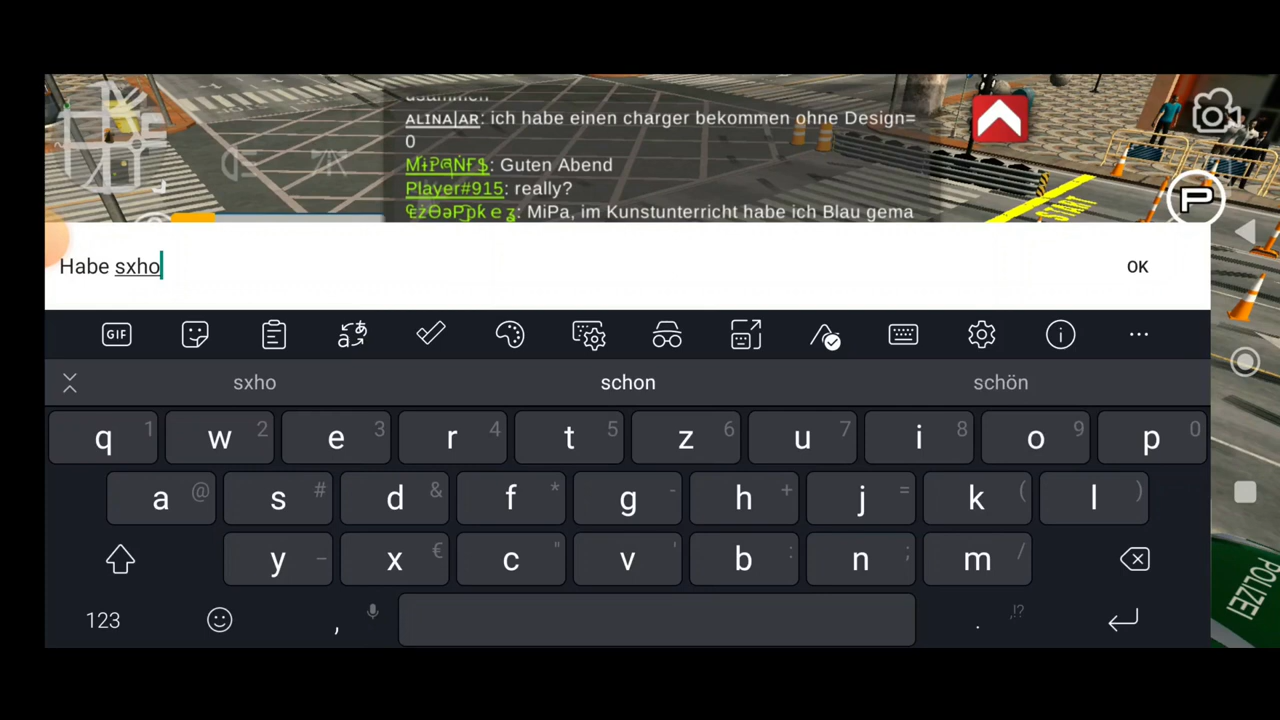 ALINA|AR: ich habe einen charger bekommen ohne Design=
0
Guten Abend
Player#915: really?
MiPa, im Kunstunterricht habe ich Blau gema
START
P
Habe sxho
OK
GIF
sxho schon schön
q 1 w 2 e 3 r 4 t 5 z 6 u 7 i 8 o 9 p 0
a @ s # d & f * g - h + j = k ( l )
y _ x € c " v ' b : n ; m /
123 , . ,!?
POLIZEI